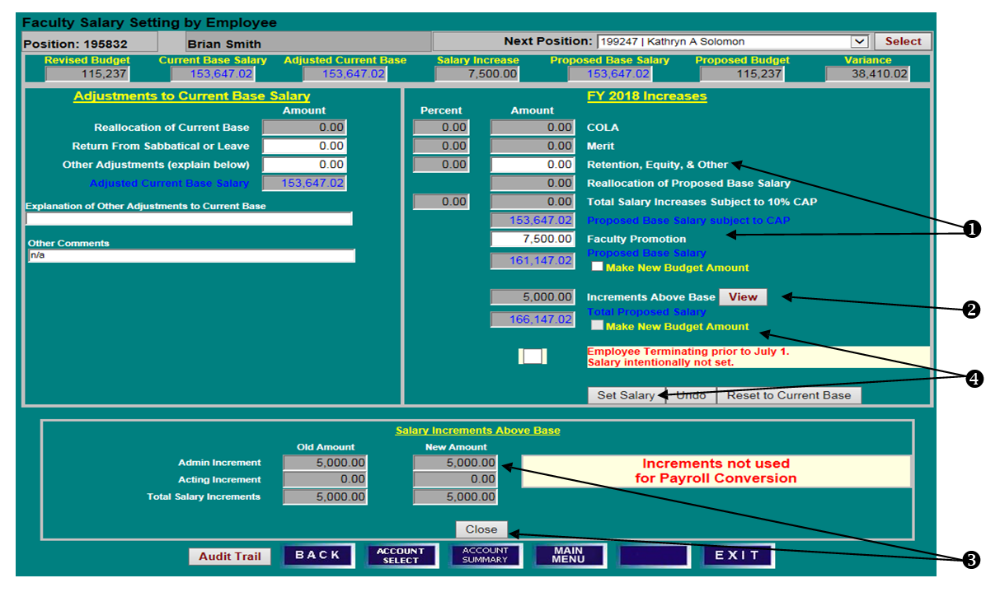 Faculty Salary Setting by Employee
Position: 195832 Brian Smith Next Position: 199247 | Kathryn A Solomon Select
Revised Budget Current Base Salary Adjusted Current Base Salary Increase Proposed Base Salary Proposed Budget Variance
115,237 153,647.02 153,647.02 7,500.00 153,647.02 115,237 38,410.02
Adjustments to Current Base Salary
Amount
Reallocation of Current Base 0.00
Return From Sabbatical or Leave 0.00
Other Adjustments (explain below) 0.00
Adjusted Current Base Salary 153,647.02
Explanation of Other Adjustments to Current Base
Other Comments
n/a
FY 2018 Increases
Percent Amount
0.00 0.00 COLA
0.00 0.00 Merit
0.00 0.00 Retention, Equity, & Other
0.00 Reallocation of Proposed Base Salary
0.00 0.00 Total Salary Increases Subject to 10% CAP
153,647.02 Proposed Base Salary subject to CAP
❶
7,500.00 Faculty Promotion
161,147.02 Proposed Base Salary
Make New Budget Amount
5,000.00 Increments Above Base View
❷
166,147.02 Total Proposed Salary
Make New Budget Amount
Employee Terminating prior to July 1.
Salary intentionally not set.
❹
Set Salary Undo Reset to Current Base
Salary Increments Above Base
Old Amount New Amount
Admin Increment 5,000.00 5,000.00
Acting Increment 0.00 0.00
Total Salary Increments 5,000.00 5,000.00
Increments not used
for Payroll Conversion
Close
❸
Audit Trail
BACK
ACCOUNT
SELECT
ACCOUNT
SUMMARY
MAIN
MENU
EXIT